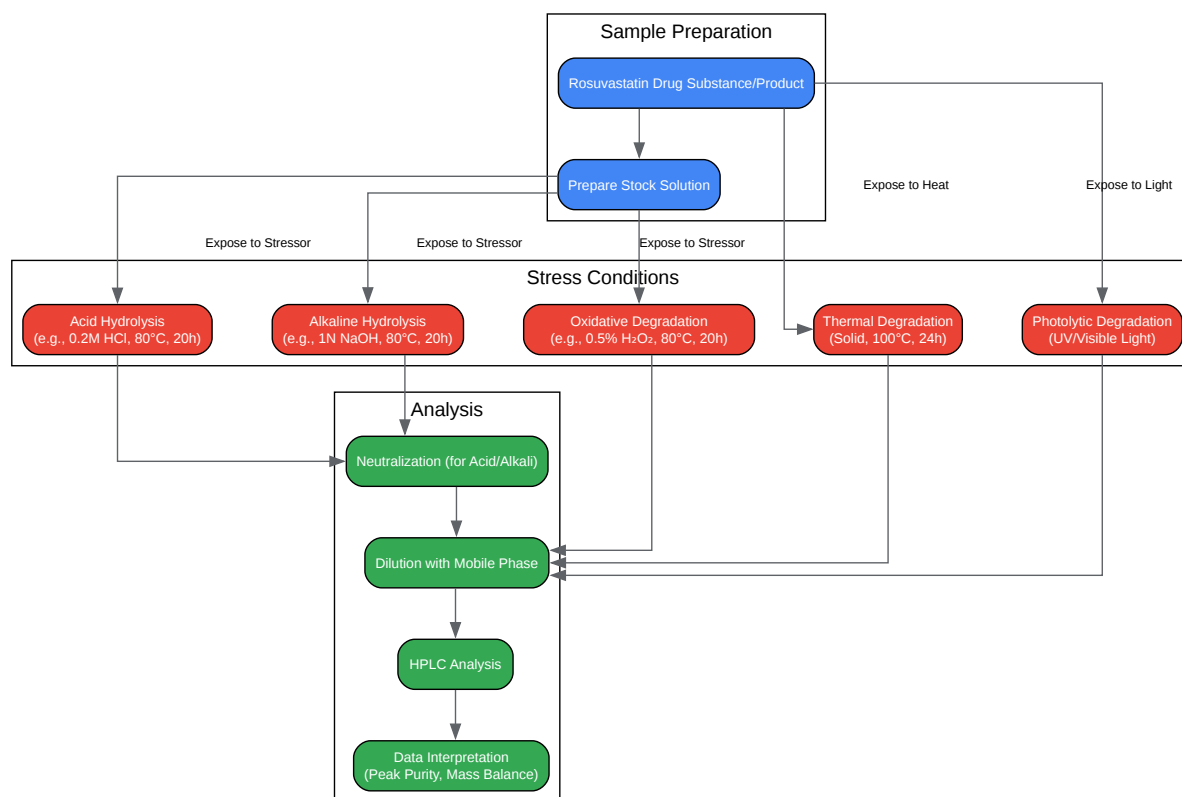 Sample Preparation
Rosuvastatin Drug Substance/Product
Prepare Stock Solution
Expose to Heat
Expose to Light
Expose to Stressor
Expose to Stressor
Expose to Stressor
Stress Conditions
Acid Hydrolysis
(e.g., 0.2M HCl, 80°C, 20h)
Alkaline Hydrolysis
(e.g., 1N NaOH, 80°C, 20h)
Oxidative Degradation
(e.g., 0.5% H₂O₂, 80°C, 20h)
Thermal Degradation
(Solid, 100°C, 24h)
Photolytic Degradation
(UV/Visible Light)
Analysis
Neutralization (for Acid/Alkali)
Dilution with Mobile Phase
HPLC Analysis
Data Interpretation
(Peak Purity, Mass Balance)